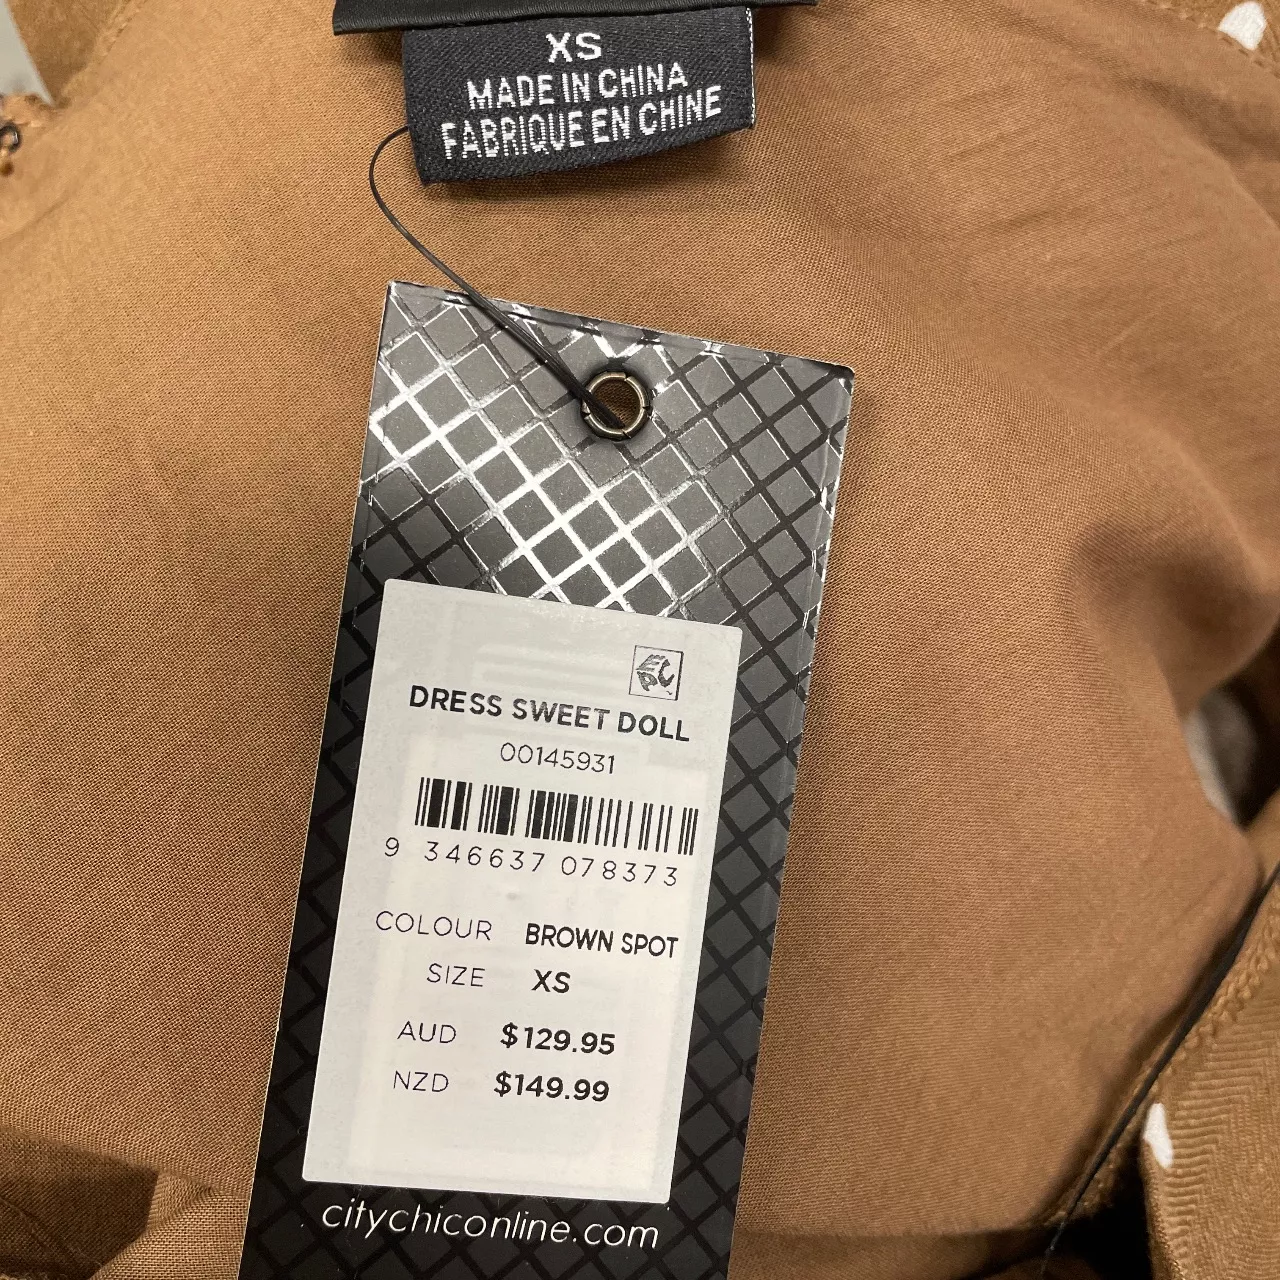 XS
MADE IN CHINA
FABRIQUE EN CHINE
ECPC
DRESS SWEET DOLL
00145931
9 346637 078373
COLOUR BROWN SPOT
SIZE XS
AUD $129.95
NZD $149.99
citychiconline.com